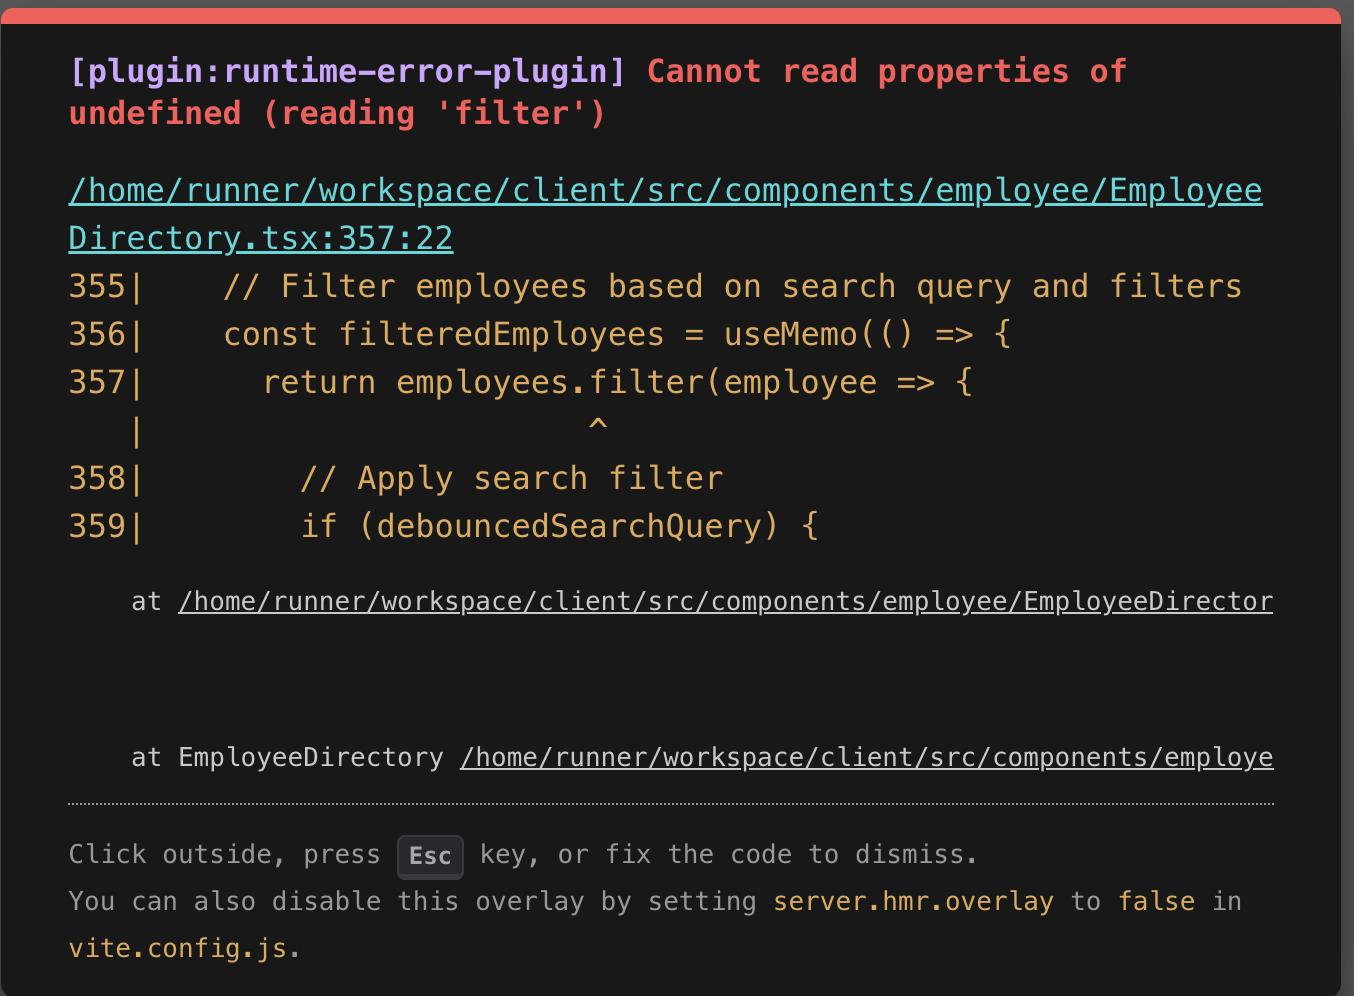 [plugin:runtime-error-plugin] Cannot read properties of
undefined (reading 'filter')
/home/runner/workspace/client/src/components/employee/Employee
Directory.tsx:357:22
355|    // Filter employees based on search query and filters
356|    const filteredEmployees = useMemo(() => {
357|      return employees.filter(employee => {
   |                       ^
358|        // Apply search filter
359|        if (debouncedSearchQuery) {
at /home/runner/workspace/client/src/components/employee/EmployeeDirector
at EmployeeDirectory /home/runner/workspace/client/src/components/employe
Click outside, press Esc key, or fix the code to dismiss.
You can also disable this overlay by setting server.hmr.overlay to false in
vite.config.js.